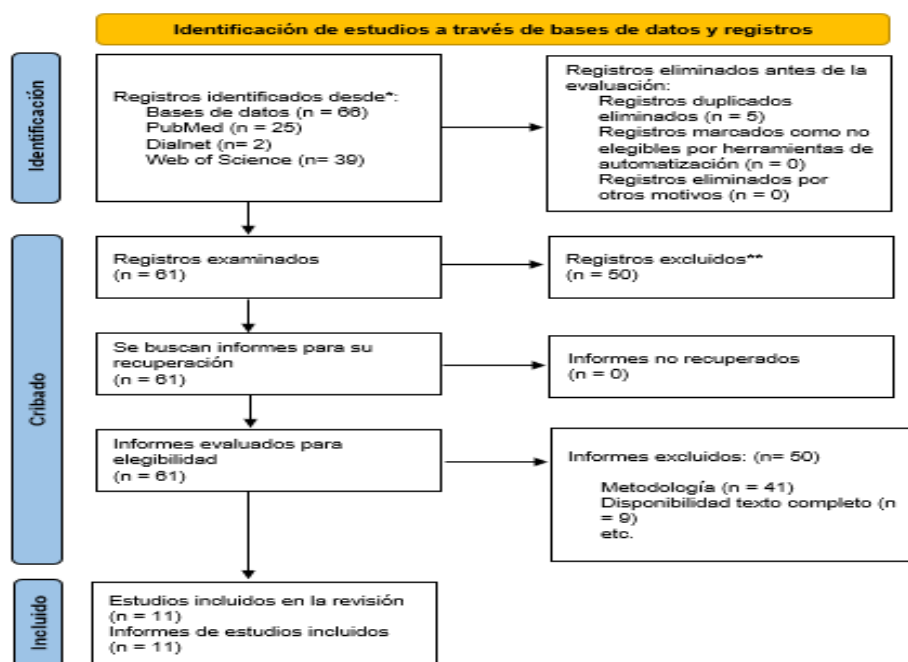 Identificación de estudios a través de bases de datos y registros
Identificación
Registros identificados desde*:
Bases de datos (n = 66)
PubMed (n = 25)
Dialnet (n= 2)
Web of Science (n= 39)
Registros eliminados antes de la
evaluación:
Registros duplicados
eliminados (n = 5)
Registros marcados como no
elegibles por herramientas de
automatización (n = 0)
Registros eliminados por
otros motivos (n = 0)
Cribado
Registros examinados
(n = 61)
Registros excluidos**
(n = 50)
Se buscan informes para su
recuperación
(n = 61)
Informes no recuperados
(n = 0)
Informes evaluados para
elegibilidad
(n = 61)
Informes excluidos: (n= 50)
Metodología (n = 41)
Disponibilidad texto completo (n
= 9)
etc.
Incluido
Estudios incluidos en la revisión
(n = 11)
Informes de estudios incluidos
(n = 11)